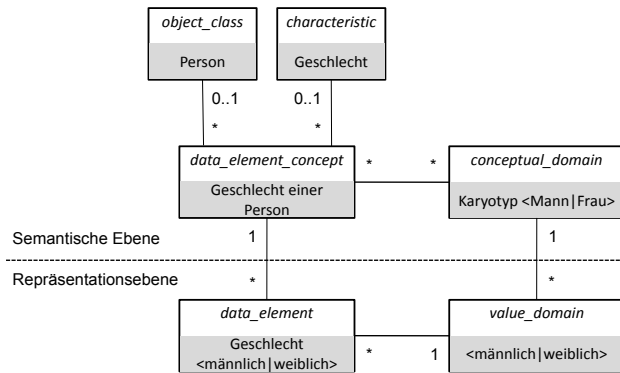 object_class
characteristic
Person
Geschlecht
0..1
0..1
*
*
data_element_concept
*
*
conceptual_domain
Geschlecht einer
Person
Karyotyp <Mann|Frau>
Semantische Ebene
1
1
Repräsentationsebene
*
*
data_element
value_domain
Geschlecht
<männlich|weiblich>
*
1
<männlich|weiblich>